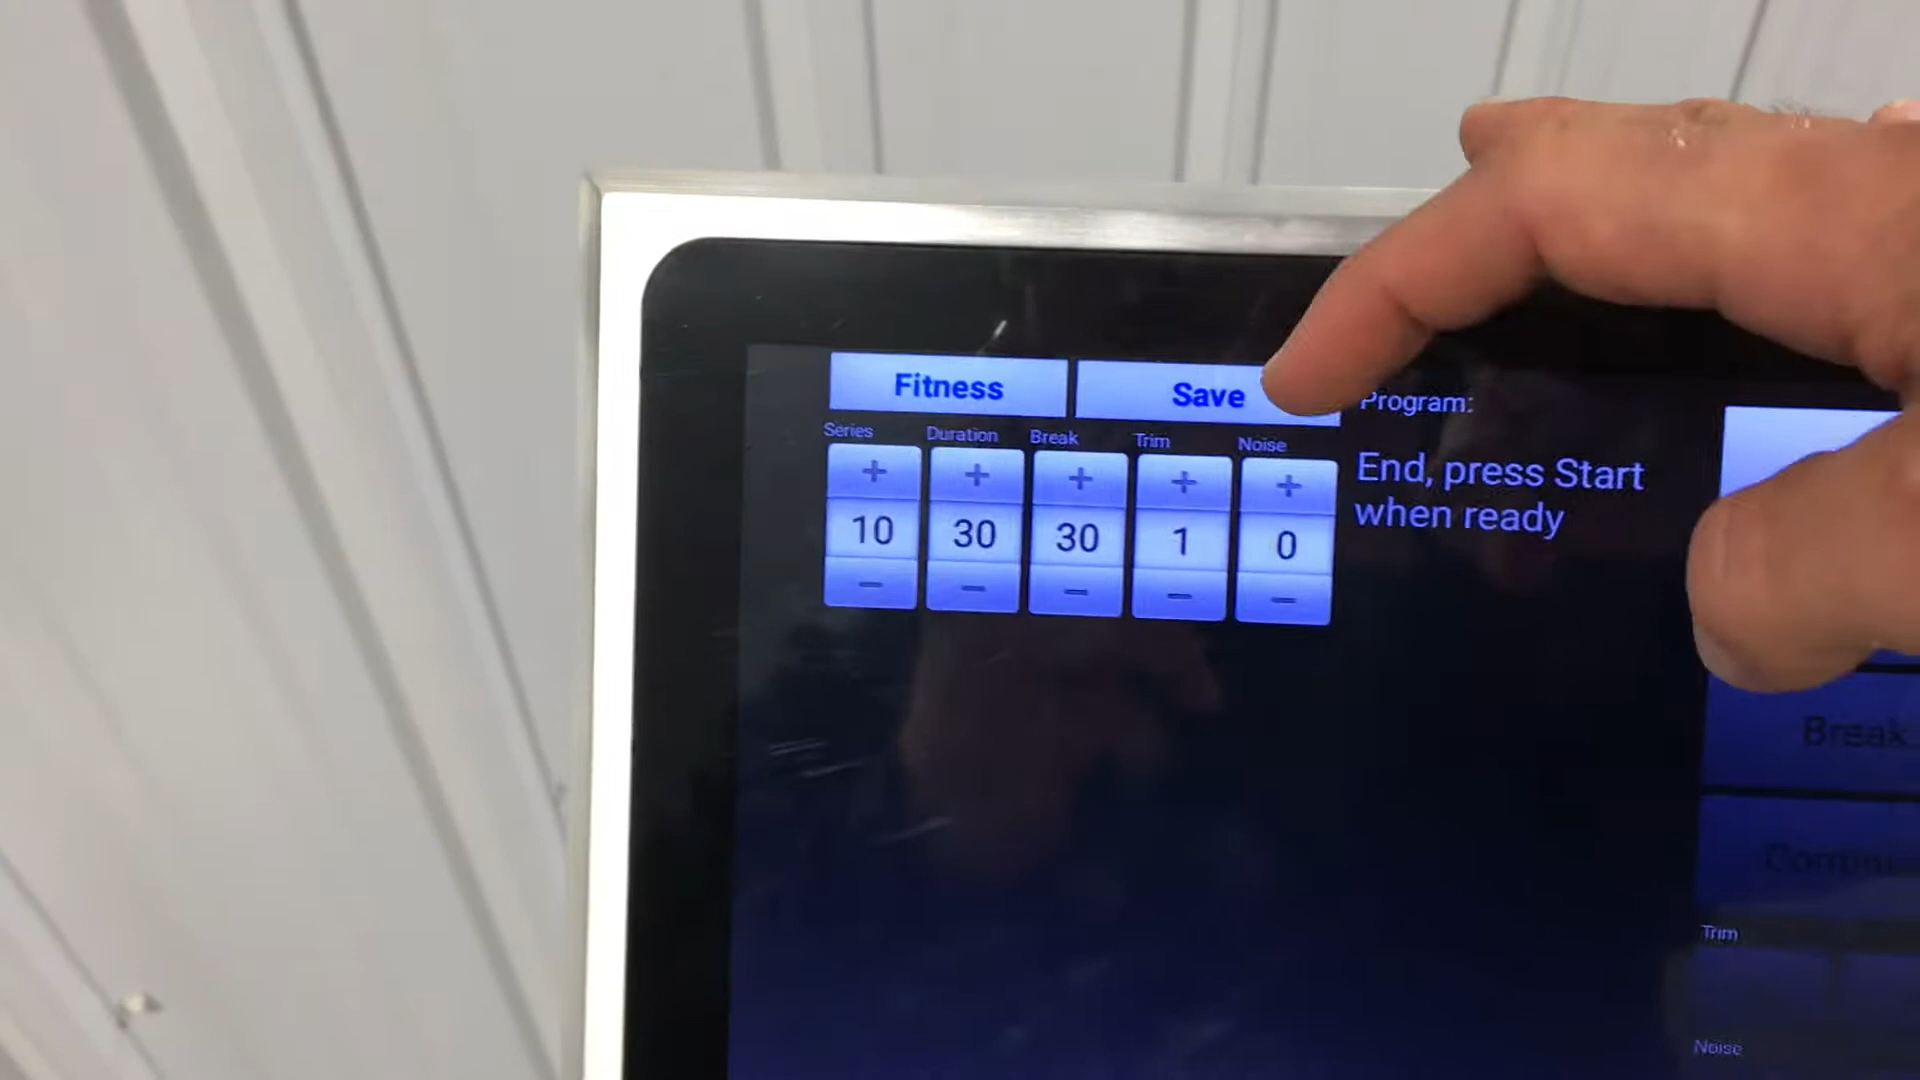 Fitness
Save
Program:
Series
Duration
Break
Trim
Noise
+
+
+
+
+
10
30
30
1
0
−
−
−
−
−
End, press Start
when ready
Break
Trim
Noise